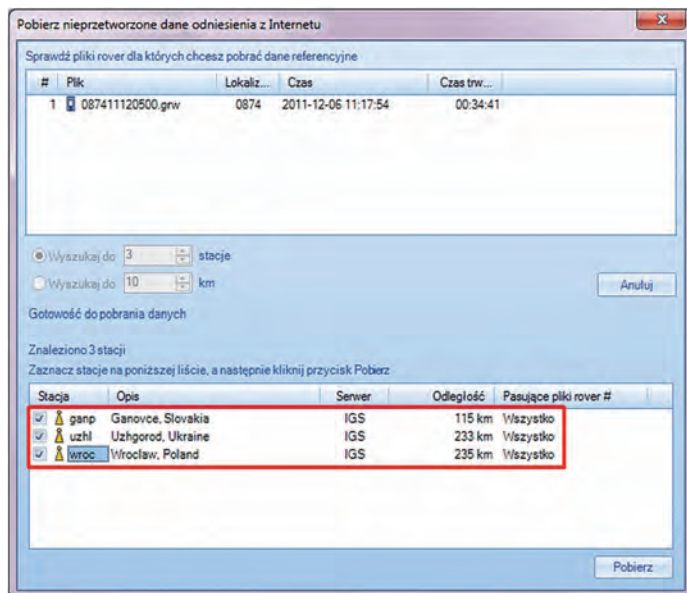 Pobierz nieprzetworzone dane odniesienia z Internetu
Sprawdź pliki rover dla których chcesz pobrać dane referencyjne
# Plik Lokaliz... Czas Czas trw...
1 087411120500.grw 0874 2011-12-06 11:17:54 00:34:41
Wyszukaj do 3 stacje
Wyszukaj do 10 km
Anuluj
Gotowość do pobrania danych
Znaleziono 3 stacji
Zaznacz stacje na poniższej liście, a następnie kliknij przycisk Pobierz
Stacja Opis Serwer Odległość Pasujące pliki rover #
ganp Ganovce, Slovakia IGS 115 km Wszystko
uzhl Uzhgorod, Ukraine IGS 233 km Wszystko
wroc Wroclaw, Poland IGS 235 km Wszystko
Pobierz